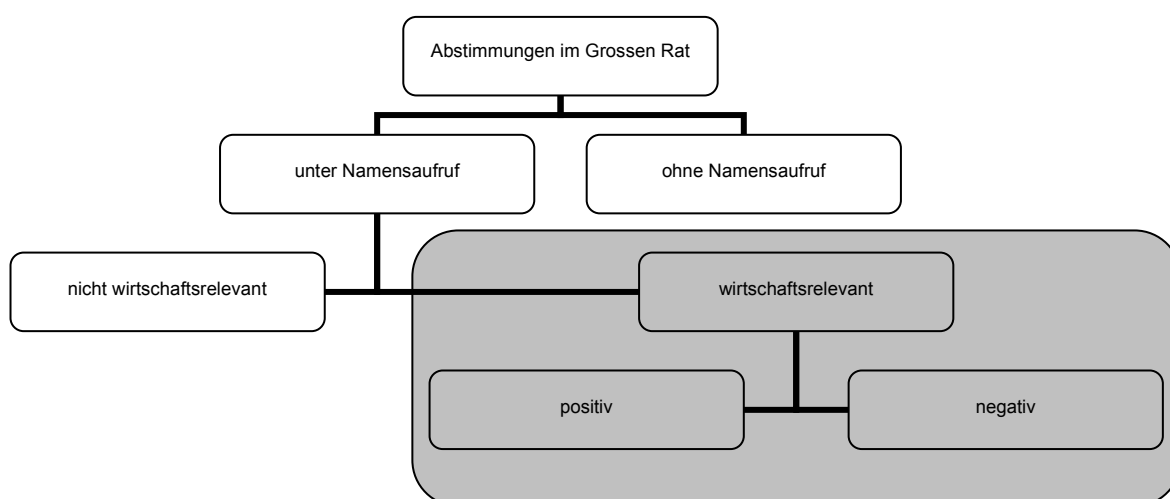 Abstimmungen im Grossen Rat
unter Namensaufruf
ohne Namensaufruf
nicht wirtschaftsrelevant
wirtschaftsrelevant
positiv
negativ